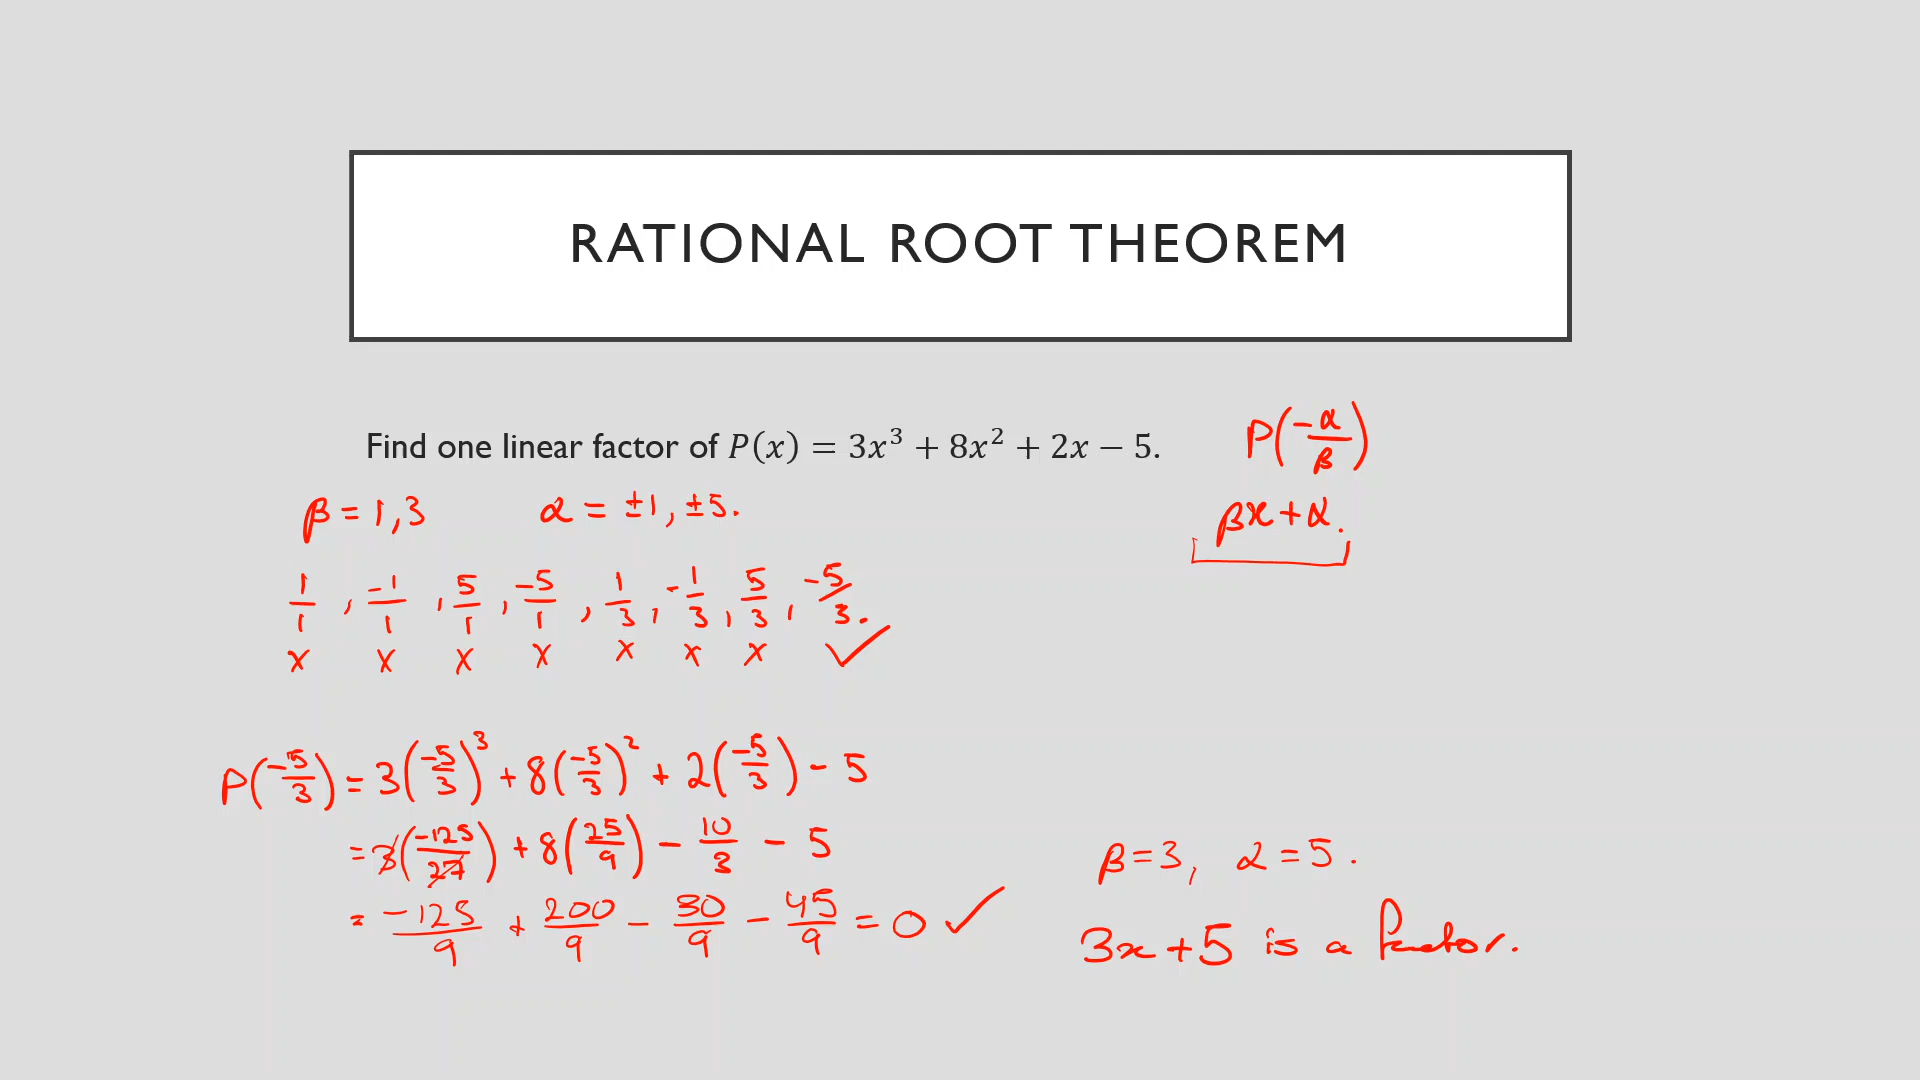 RATIONAL ROOT THEOREM
Find one linear factor of P(x) = 3x³ + 8x² + 2x − 5.
P(-α/β)
β = 1, 3    α = ±1, ±5.
βx + α.
1/1, -1/1, 5/1, -5/1, 1/3, -1/3, 5/3, -5/3.
x x x x x x x ✓
P(-5/3) = 3(-5/3)³ + 8(-5/3)² + 2(-5/3) - 5
= 3(-125/27) + 8(25/9) - 10/3 - 5
= -125/9 + 200/9 - 30/9 - 45/9 = 0 ✓
β = 3, α = 5.
3x + 5 is a factor.